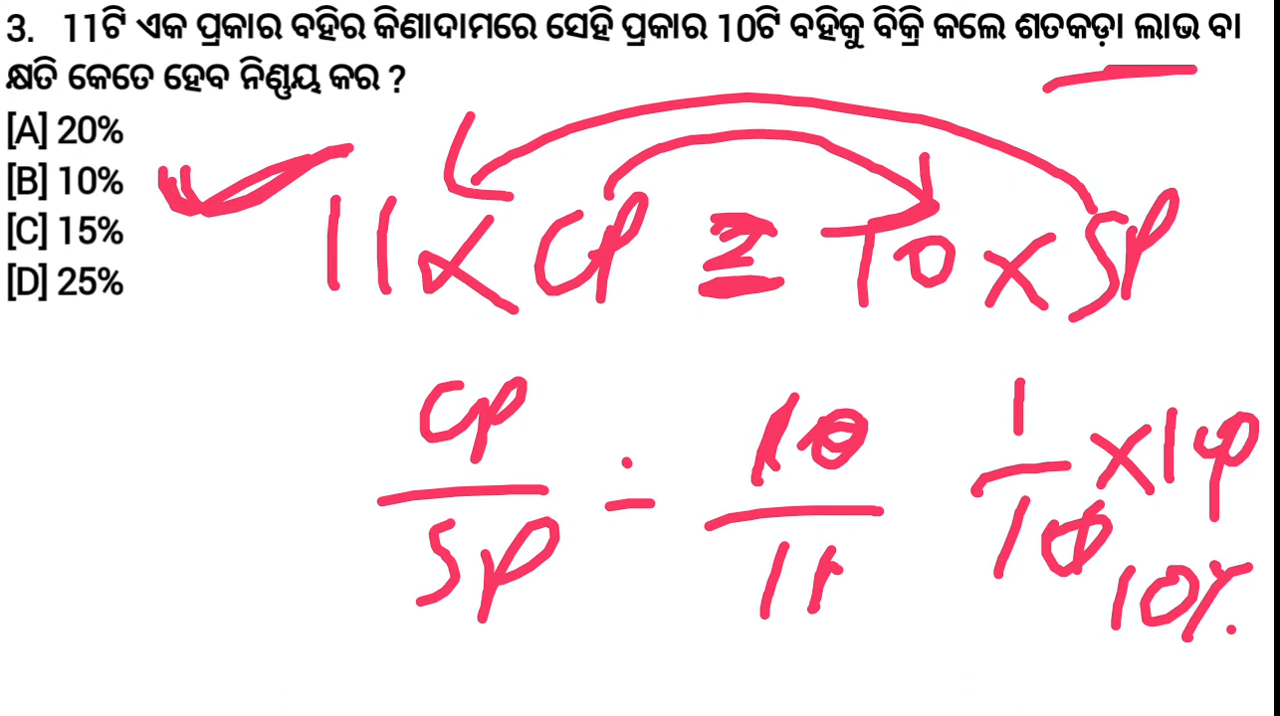 3. 11ଟି ଏକ ପ୍ରକାର ବହିର କିଣାଦାମରେ ସେହି ପ୍ରକାର 10ଟି ବହିକୁ ବିକ୍ରି କଲେ ଶତକଡ଼ା ଲାଭ ବା
କ୍ଷତି କେତେ ହେବ ନିର୍ଣ୍ଣୟ କର ?
[A] 20%
[B] 10%
[C] 15%
[D] 25%
11 × CP = 10 × SP
CP/SP = 10/11
1/10 × 10
10%